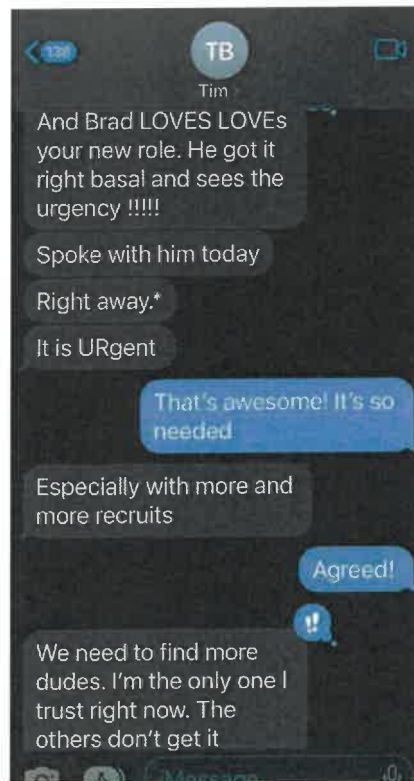 138
TB
Tim
And Brad LOVES LOVEs
your new role. He got it
right basal and sees the
urgency !!!!!
Spoke with him today
Right away.*
It is URgent
That's awesome! It's so
needed
Especially with more and
more recruits
Agreed!
!!
We need to find more
dudes. I'm the only one I
trust right now. The
others don't get it
iMessage